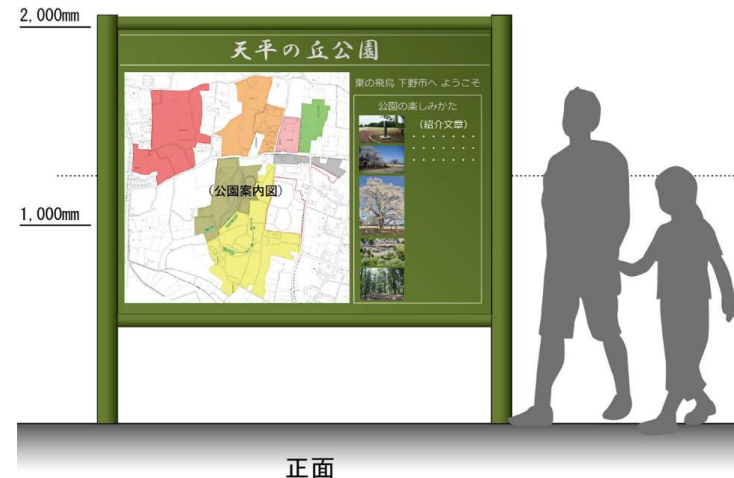 2,000mm
天平の丘公園
東の飛鳥 下野市へ ようこそ
公園の楽しみかた
(紹介文章)
(公園案内図)
1,000mm
正面